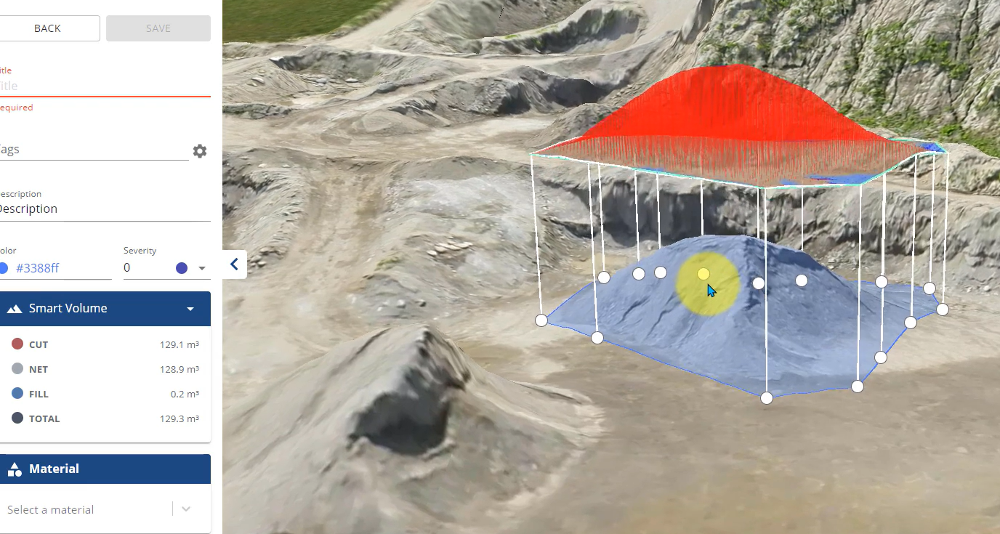 BACK
SAVE
itle
itle
equired
ags
escription
Description
olor
Severity
#3388ff
0
Smart Volume
CUT
129.1 m³
NET
128.9 m³
FILL
0.2 m³
TOTAL
129.3 m³
Material
Select a material